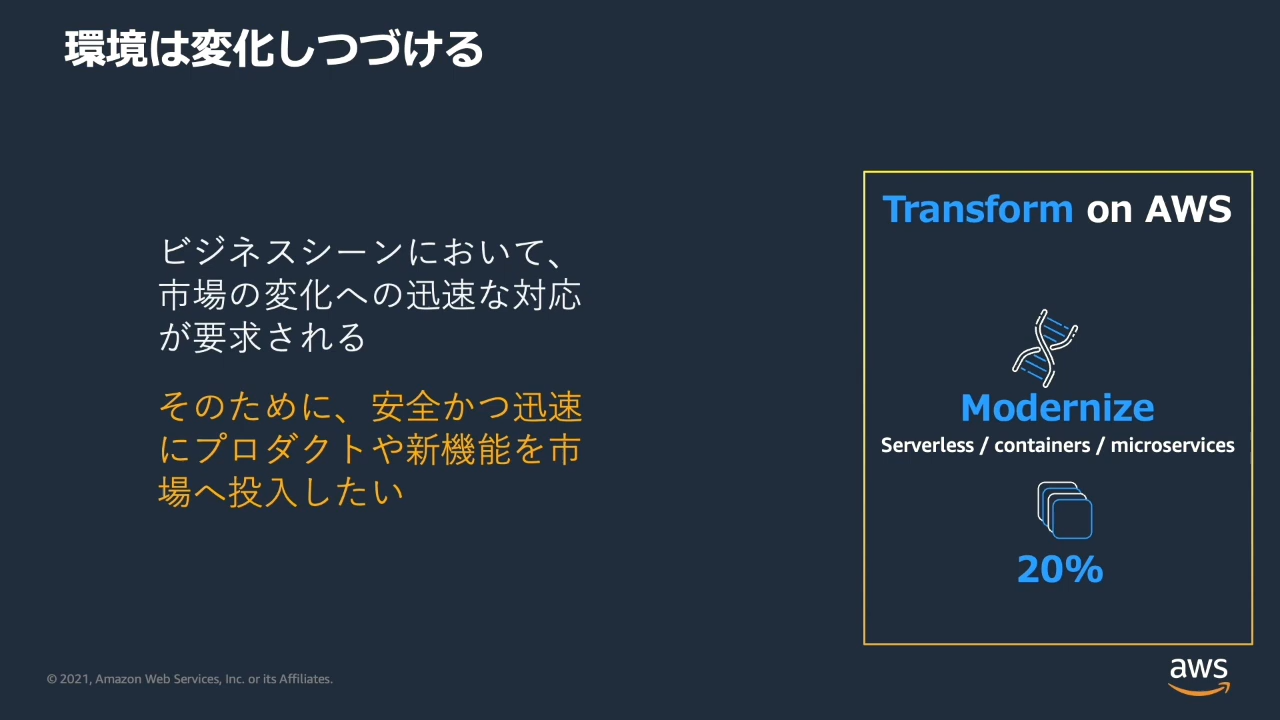 環境は変化しつづける
ビジネスシーンにおいて、
市場の変化への迅速な対応
が要求される
そのために、安全かつ迅速
にプロダクトや新機能を市
場へ投入したい
Transform on AWS
Modernize
Serverless / containers / microservices
20%
© 2021, Amazon Web Services, Inc. or its Affiliates.
aws